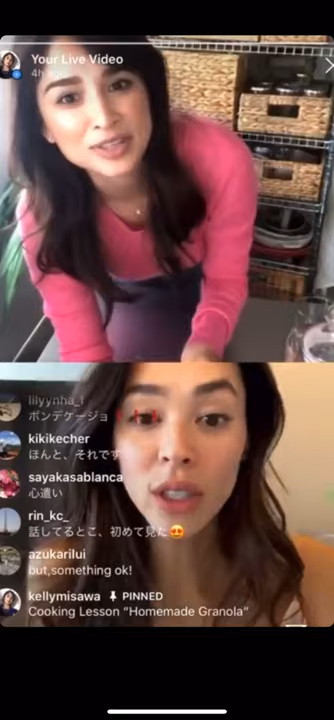 Your Live Video
4h ago
lilyynha_l
ボンデケージョ❗❗❗
kikikecher
ほんと、それです
sayakasablanca
心遣い
rin_kc_
話してるとこ、初めて見た😍
azukarilui
but,something ok!
kellymisawa 📌 PINNED
Cooking Lesson “Homemade Granola”